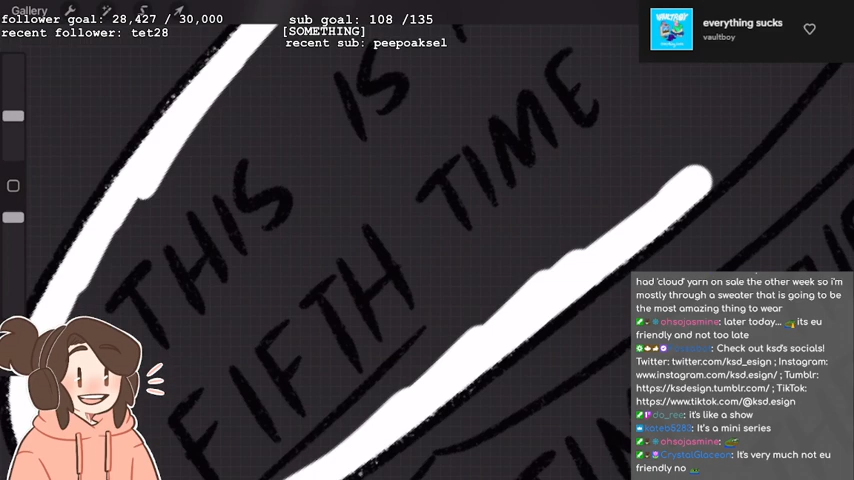 Gallery
follower goal: 28,427 / 30,000
recent follower: tet28
sub goal: 108 /135
[SOMETHING]
recent sub: peepoaksel
everything sucks
vaultboy
THIS IS
FIFTH TIME
had 'cloud' yarn on sale the other week so i'm
mostly through a sweater that is going to be
the most amazing thing to wear
ohsojasmine: later today... its eu
friendly and not too late
: Check out ksd's socials!
Twitter: twitter.com/ksd_esign ; Instagram:
www.instagram.com/ksd.esign/ ; Tumblr:
https://ksdesign.tumblr.com/ ; TikTok:
https://www.tiktok.com/@ksd.esign
do_ree: it's like a show
kateb5283: It's a mini series
ohsojasmine:
CrystalGlacean: It's very much not eu
friendly no